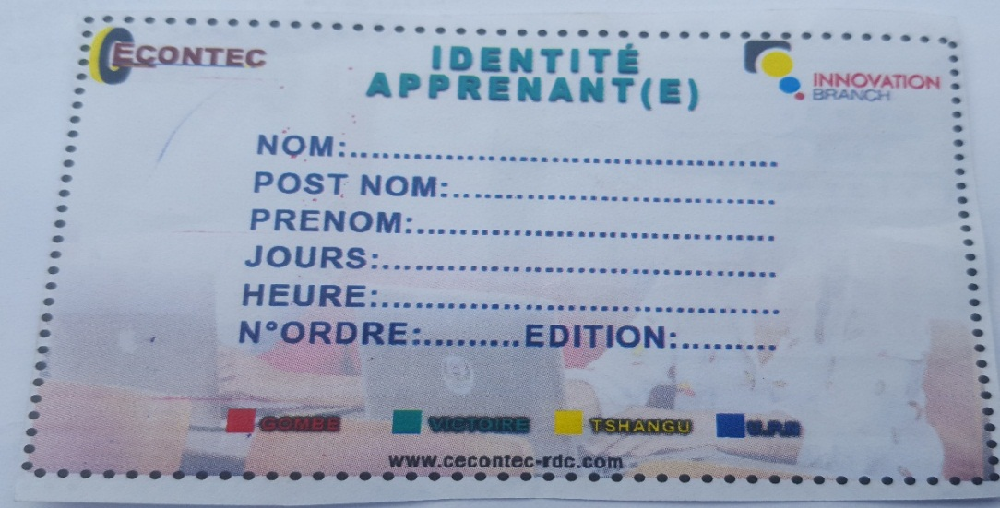 CECONTEC
IDENTITÉ
APPRENANT(E)
INNOVATION
BRANCH
NOM:..........................................
POST NOM:................................
PRENOM:...................................
JOURS:.......................................
HEURE:.......................................
N°ORDRE:.........EDITION:.........
GOMBE VICTOIRE TSHANGU U.P.N
www.cecontec-rdc.com